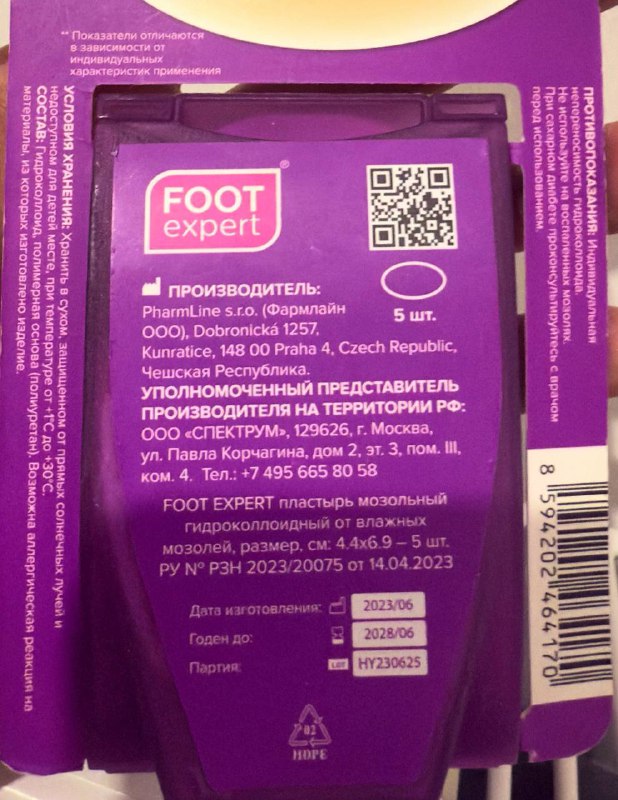 ** Показатели отличаются
в зависимости от
индивидуальных
характеристик применения
УСЛОВИЯ ХРАНЕНИЯ: Хранить в сухом, защищенном от прямых солнечных лучей и
недоступном для детей месте, при температуре от +1°С до +30°С.
СОСТАВ: Гидроколлоид, полимерная основа (полиуретан). Возможна аллергическая реакция на
материалы, из которых изготовлено изделие.
FOOT
expert®
ПРОИЗВОДИТЕЛЬ:
PharmLine s.r.o. (Фармлайн
ООО), Dobronická 1257,
Kunratice, 148 00 Praha 4, Czech Republic,
Чешская Республика.
5 шт.
УПОЛНОМОЧЕННЫЙ ПРЕДСТАВИТЕЛЬ
ПРОИЗВОДИТЕЛЯ НА ТЕРРИТОРИИ РФ:
ООО «СПЕКТРУМ», 129626, г. Москва,
ул. Павла Корчагина, дом 2, эт. 3, пом. III,
ком. 4. Тел.: +7 495 665 80 58
FOOT EXPERT пластырь мозольный
гидроколлоидный от влажных
мозолей, размер, см: 4.4х6.9 – 5 шт.
РУ № РЗН 2023/20075 от 14.04.2023
Дата изготовления: 2023/06
Годен до: 2028/06
Партия: LOT HY230625
02
HDPE
ПРОТИВОПОКАЗАНИЯ: Индивидуальная
непереносимость гидроколлоида.
Не используйте на воспаленных мозолях.
При сахарном диабете проконсультируйтесь с врачом
перед использованием.
8 594202 464170